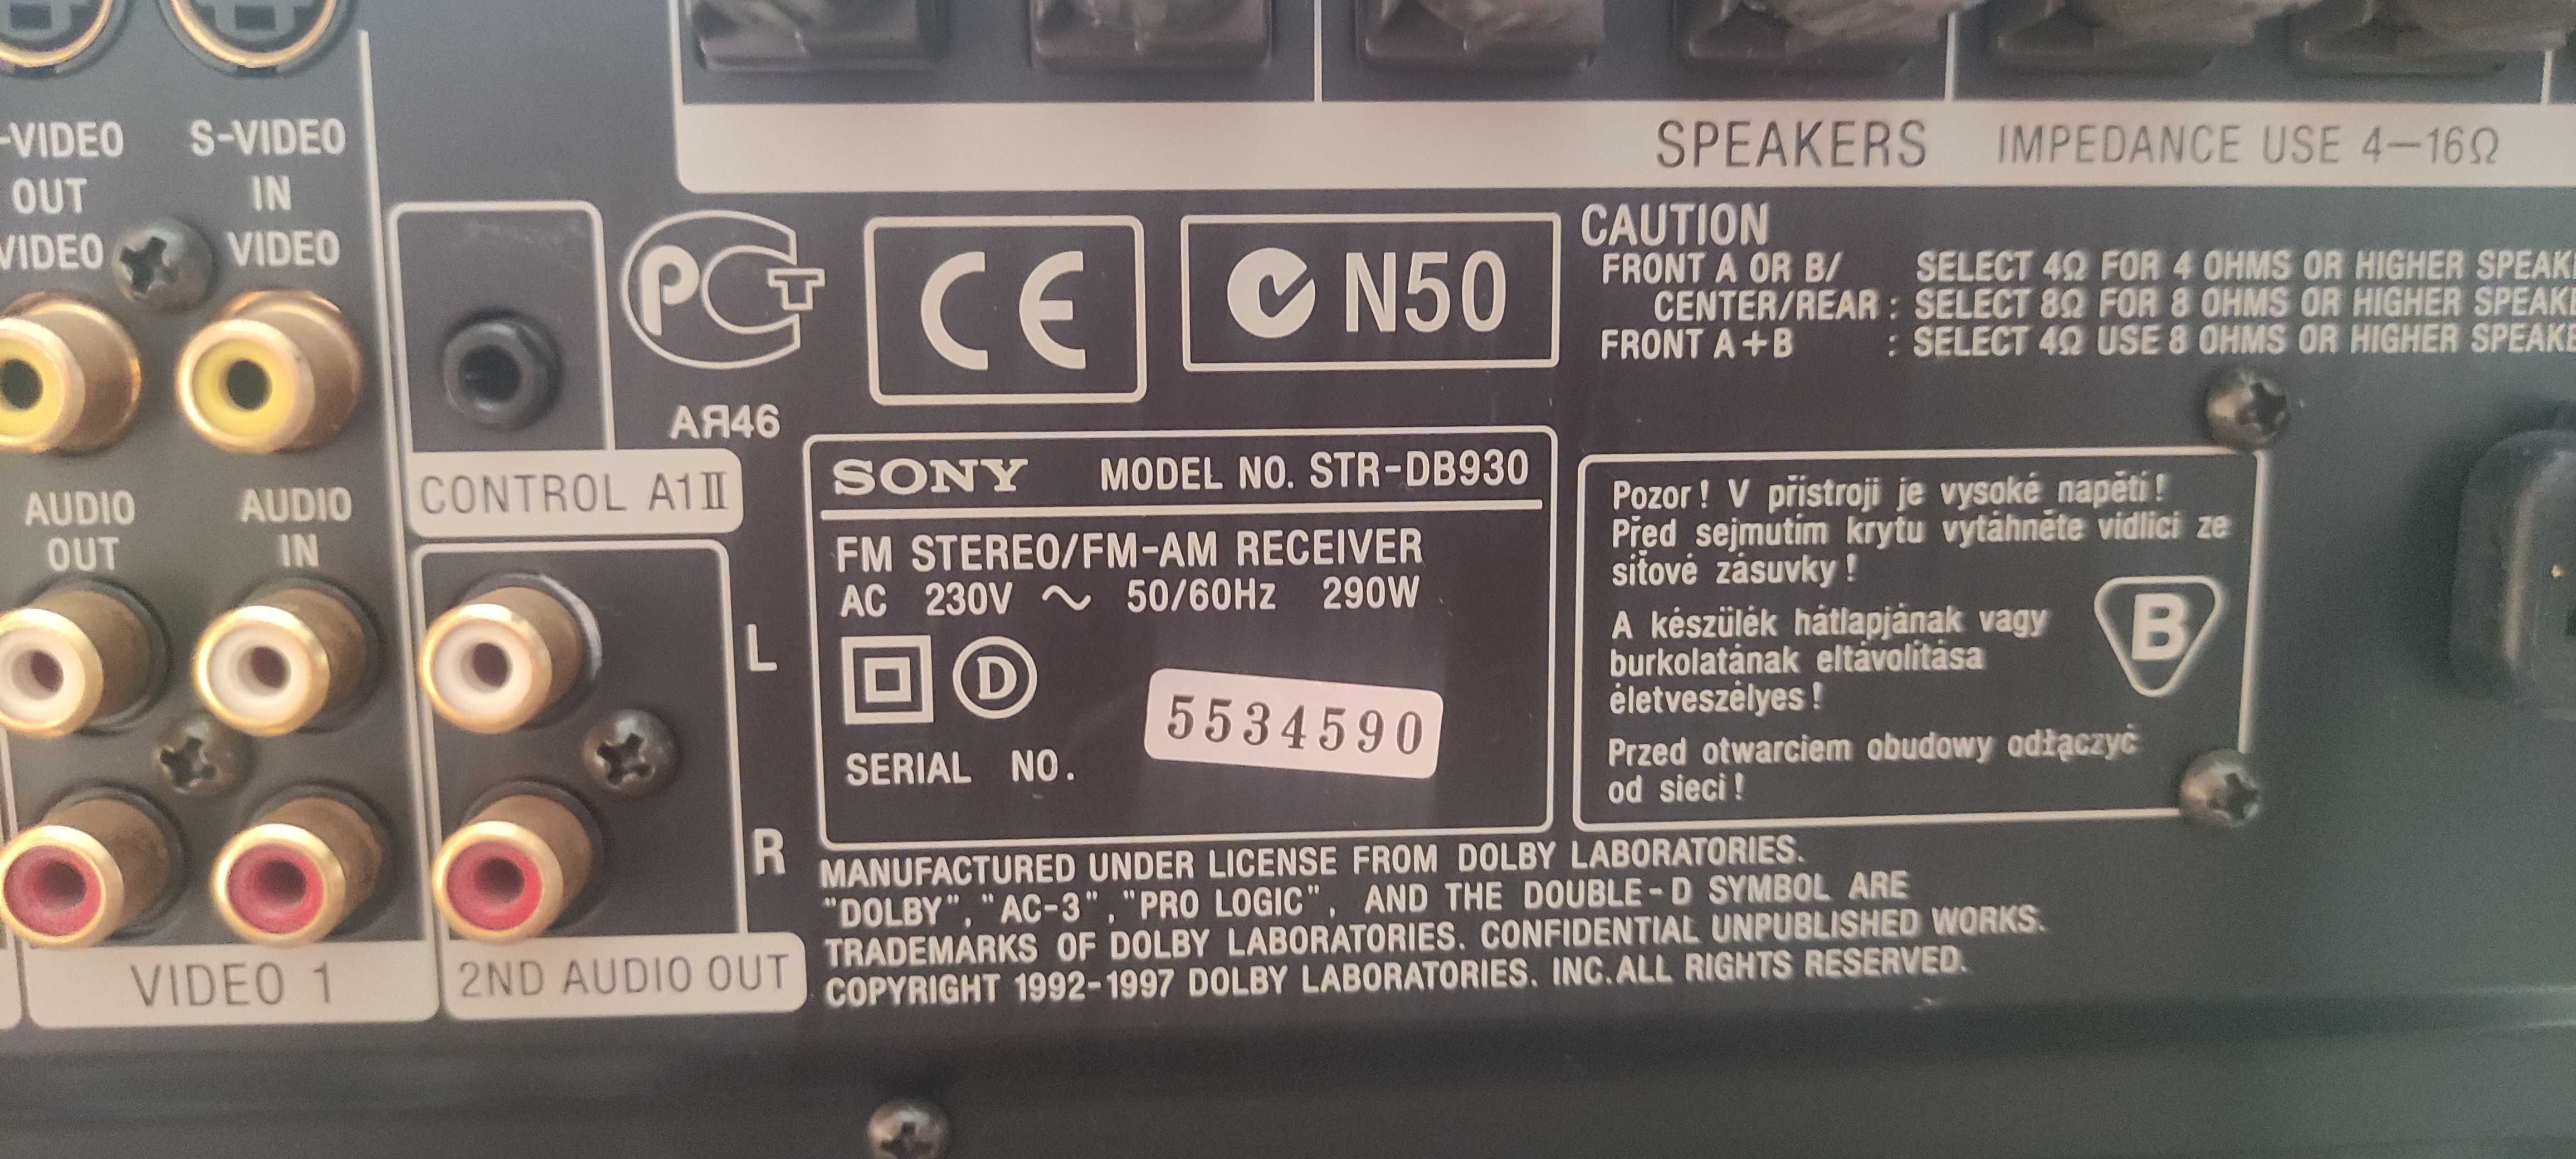 S-VIDEO
IN
VIDEO
-VIDEO
OUT
VIDEO
AUDIO
OUT
AUDIO
IN
VIDEO 1
CONTROL A1II
L
R
2ND AUDIO OUT
SPEAKERS IMPEDANCE USE 4–16Ω
РСТ
АЯ46
CE
N50
CAUTION
FRONT A OR B/ SELECT 4Ω FOR 4 OHMS OR HIGHER
CENTER/REAR : SELECT 8Ω FOR 8 OHMS OR HIGHER
FRONT A+B : SELECT 4Ω USE 8 OHMS OR HIGHER
SONY MODEL NO. STR-DB930
FM STEREO/FM-AM RECEIVER
AC 230V ~ 50/60Hz 290W
D
SERIAL NO. 5534590
Pozor! V přístroji je vysoké napětí!
Před sejmutím krytu vytáhněte vidlici ze
síťové zásuvky!
A készülék hátlapjának vagy
burkolatának eltávolítása
életveszélyes!
B
Przed otwarciem obudowy odłączyć
od sieci!
MANUFACTURED UNDER LICENSE FROM DOLBY LABORATORIES.
"DOLBY", "AC-3", "PRO LOGIC", AND THE DOUBLE-D SYMBOL ARE
TRADEMARKS OF DOLBY LABORATORIES. CONFIDENTIAL UNPUBLISHED WORKS.
COPYRIGHT 1992-1997 DOLBY LABORATORIES. INC. ALL RIGHTS RESERVED.